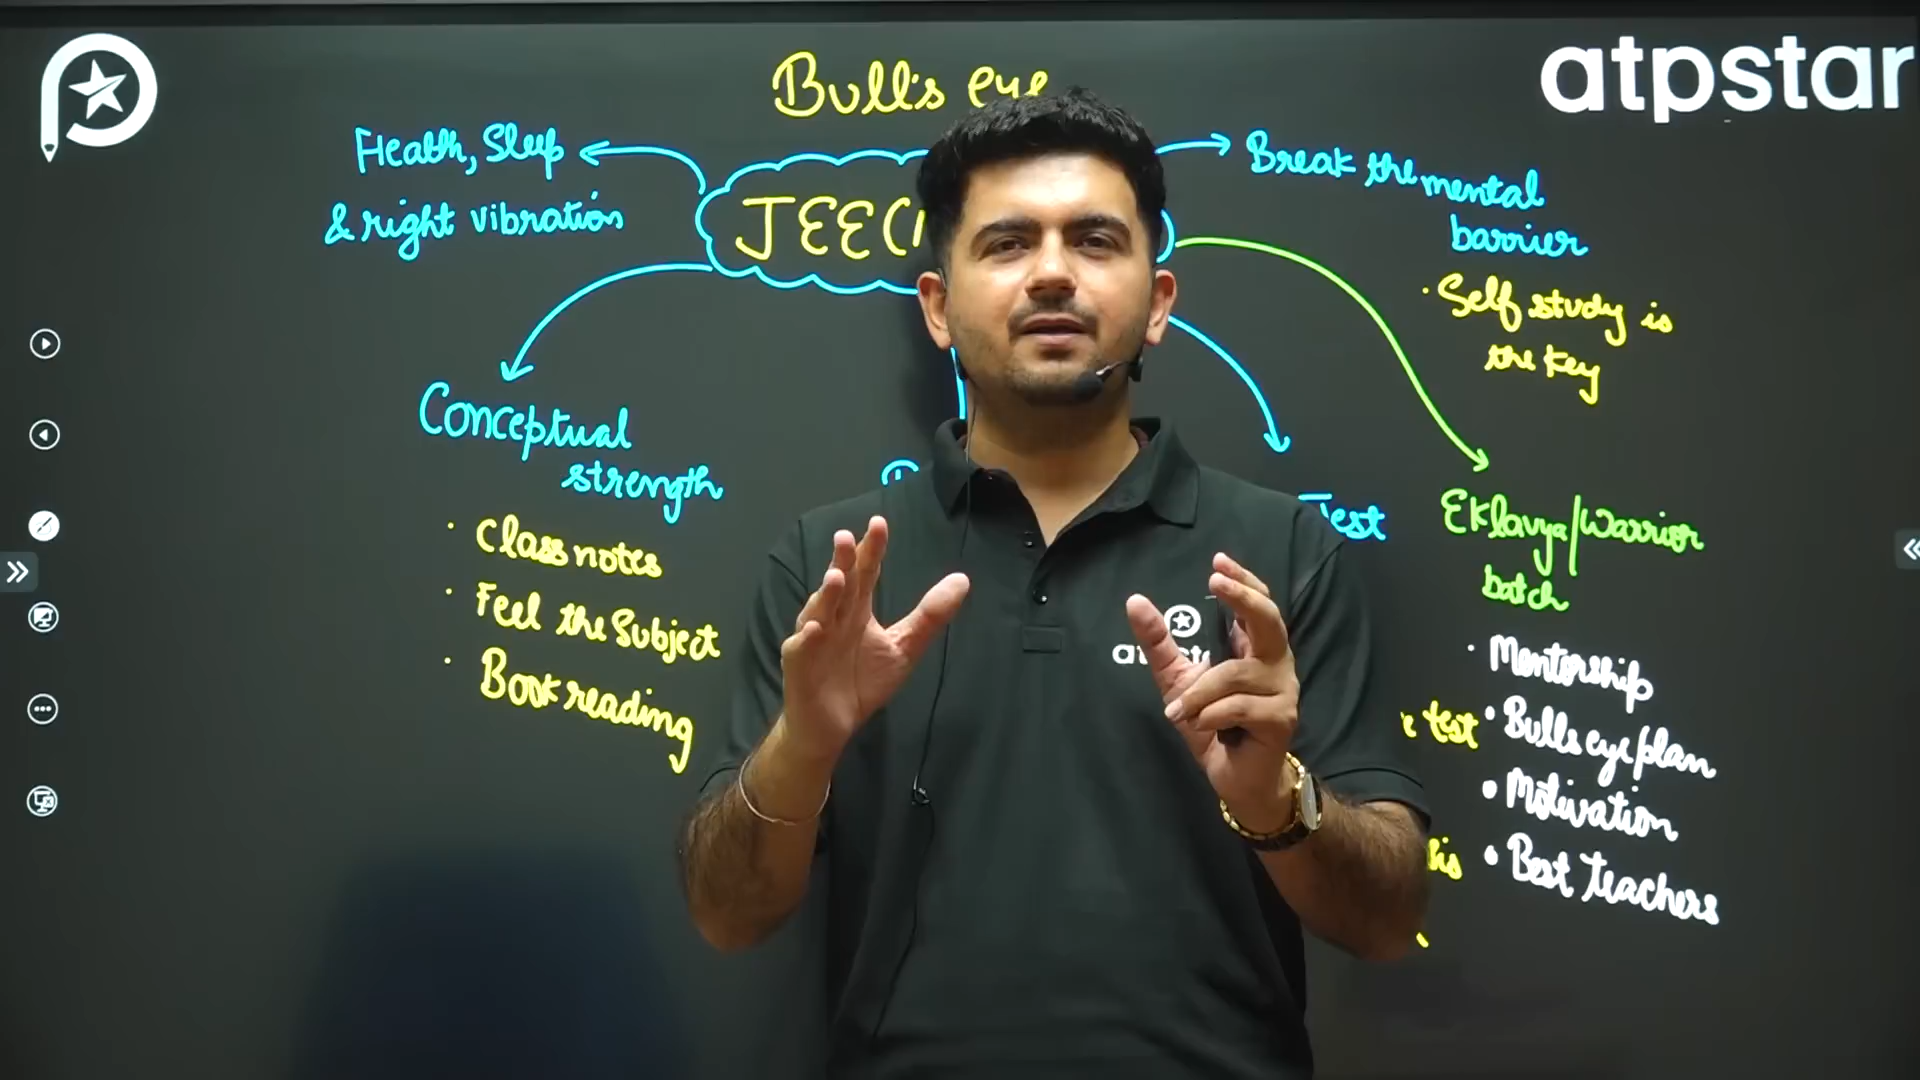 atpstar
Bull's eye
Health, Sleep
& right vibration
JEE(
Break the mental
barrier
· Self study is
the key
Conceptual
strength
· Class notes
· Feel the Subject
· Book reading
Test
test
Eklavya/Warrior
batch
· Mentorship
• Bulls eye plan
• Motivation
• Best teachers